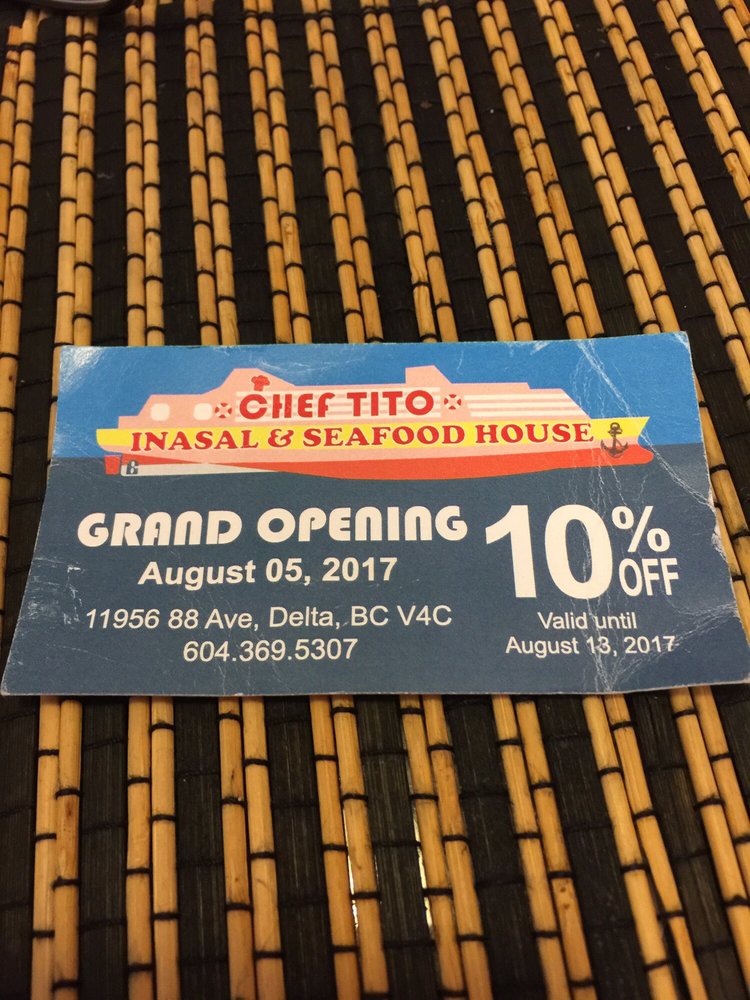 CHEF TITO
INASAL & SEAFOOD HOUSE
GRAND OPENING
August 05, 2017
11956 88 Ave, Delta, BC V4C
604.369.5307
10% OFF
Valid until
August 13, 2017